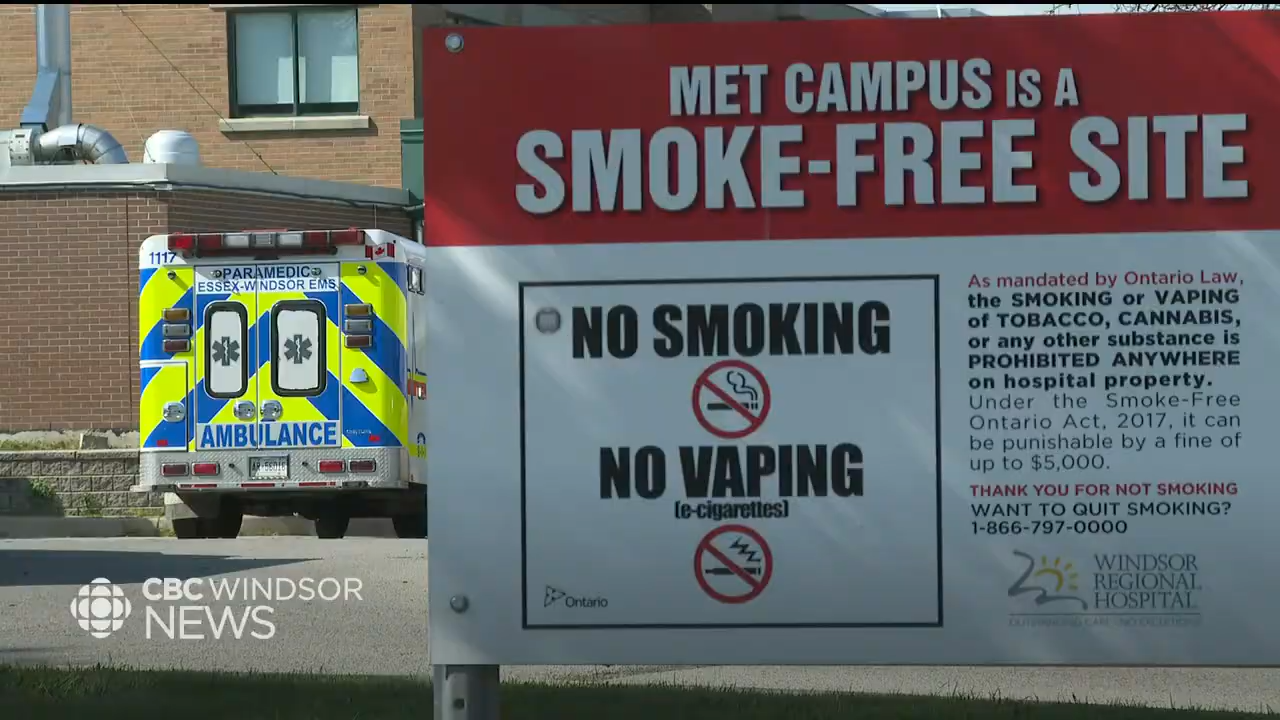 MET CAMPUS IS A
SMOKE-FREE SITE
NO SMOKING
NO VAPING
(e-cigarettes)
Ontario
As mandated by Ontario Law,
the SMOKING or VAPING
of TOBACCO, CANNABIS,
or any other substance is
PROHIBITED ANYWHERE
on hospital property.
Under the Smoke-Free
Ontario Act, 2017, it can
be punishable by a fine of
up to $5,000.
THANK YOU FOR NOT SMOKING
WANT TO QUIT SMOKING?
1-866-797-0000
WINDSOR
REGIONAL
HOSPITAL
1117
PARAMEDIC
ESSEX-WINDSOR EMS
AMBULANCE
CBC WINDSOR
NEWS